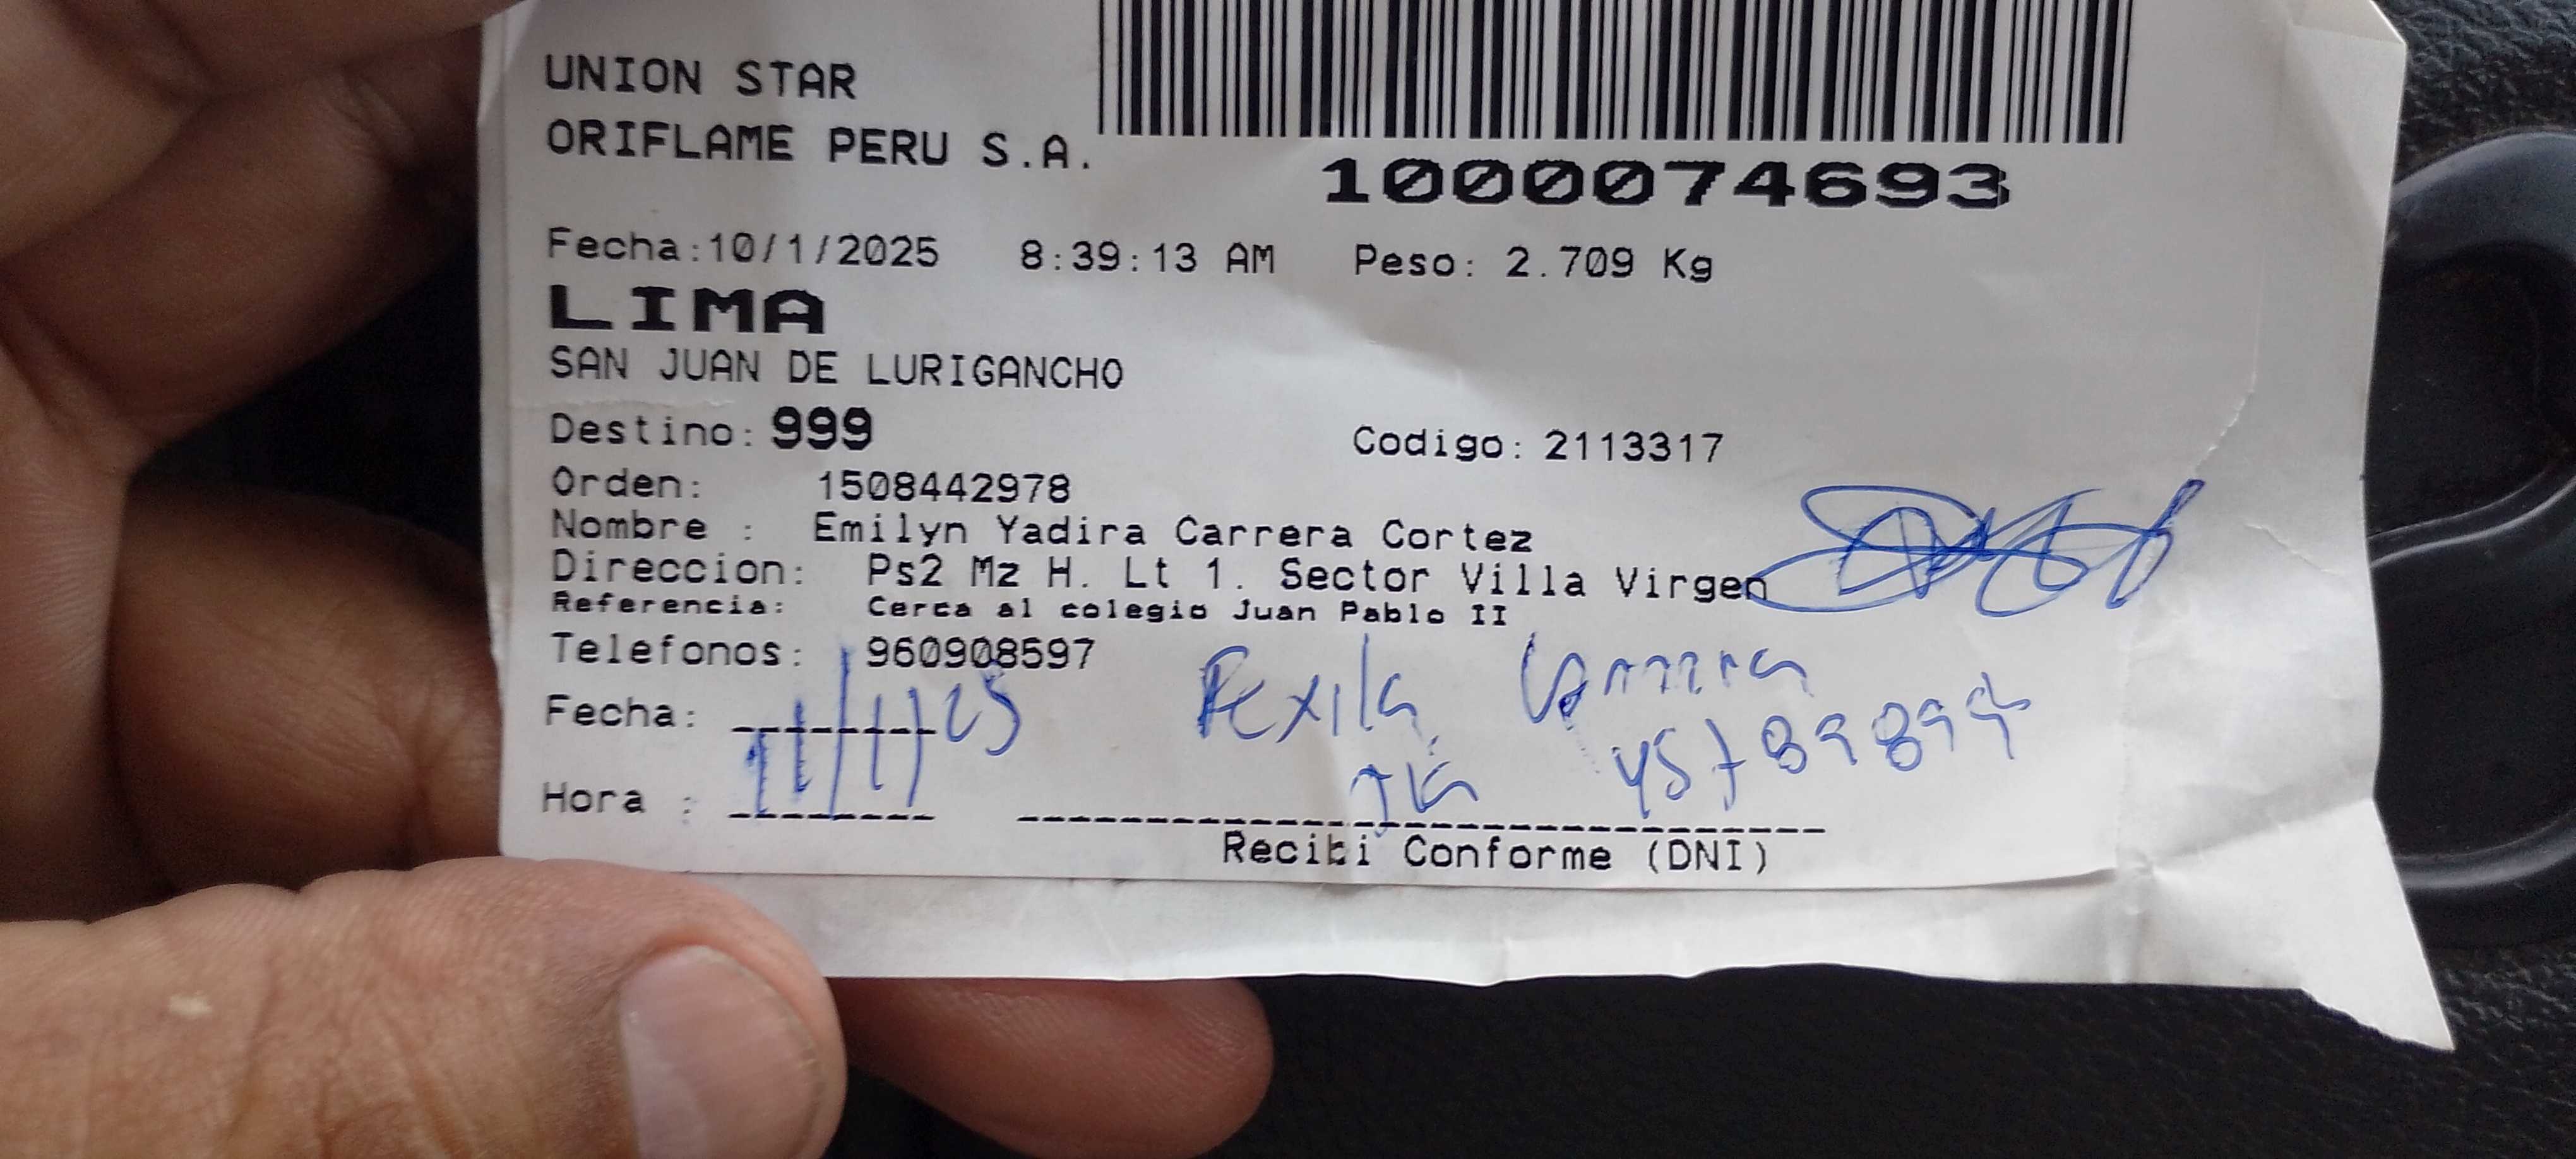 UNION STAR
ORIFLAME PERU S.A.
1000074693
Fecha:10/1/2025 8:39:13 AM Peso: 2.709 Kg
LIMA
SAN JUAN DE LURIGANCHO
Destino: 999 Codigo: 2113317
Orden: 1508442978
Nombre : Emilyn Yadira Carrera Cortez
Direccion: Ps2 Mz H. Lt 1. Sector Villa Virgen
Referencia: Cerca al colegio Juan Pablo II
Telefonos: 960908597
Fecha: 11/1/25
Hora :
Recibi Conforme (DNI)